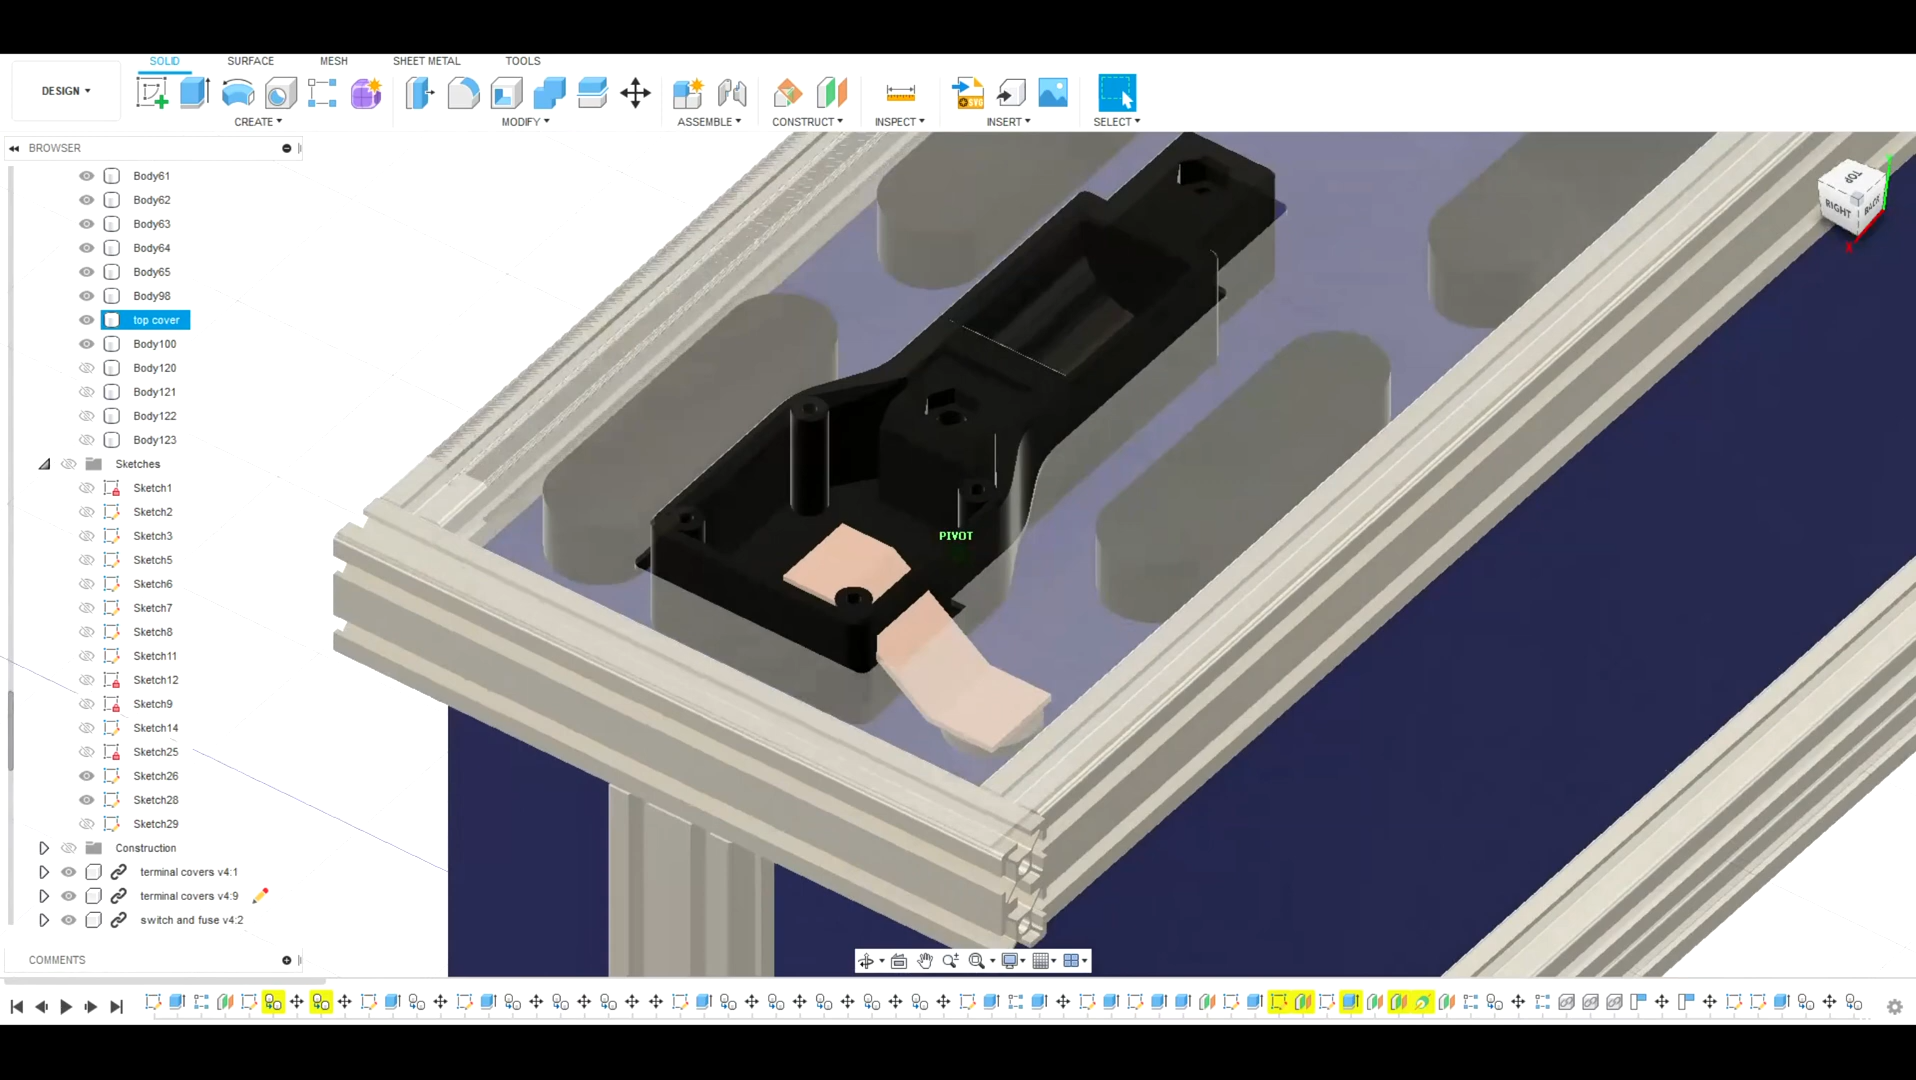 SOLID SURFACE MESH SHEET METAL TOOLS
DESIGN
CREATE MODIFY ASSEMBLE CONSTRUCT INSPECT INSERT SELECT
SVG
BROWSER
Body61
Body62
Body63
Body64
Body65
Body98
top cover
Body100
Body120
Body121
Body122
Body123
Sketches
Sketch1
Sketch2
Sketch3
Sketch5
Sketch6
Sketch7
Sketch8
Sketch11
Sketch12
Sketch9
Sketch14
Sketch25
Sketch26
Sketch28
Sketch29
Construction
terminal covers v4:1
terminal covers v4:9
switch and fuse v4:2
COMMENTS
PIVOT
TOP
RIGHT
BACK
Y
X